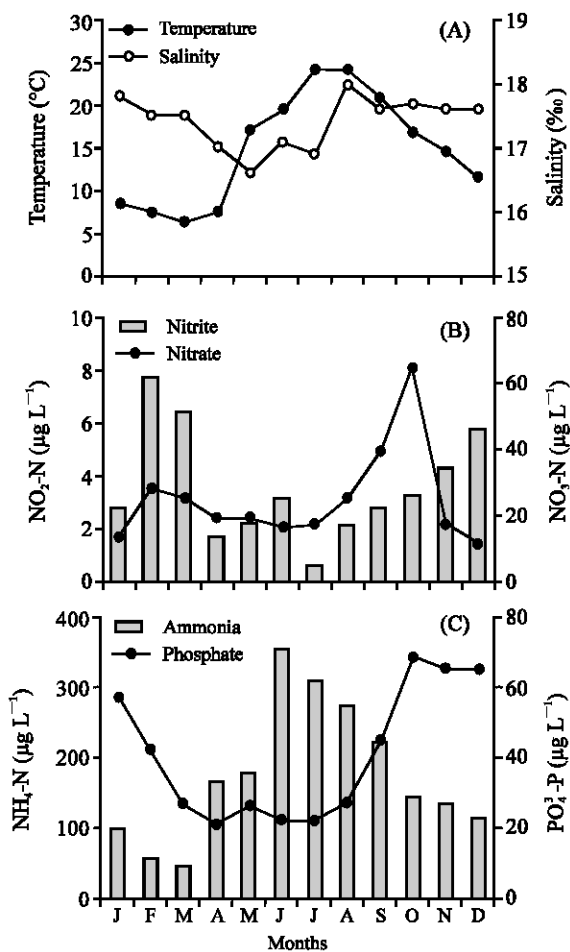 (A)
Temperature
Salinity
Temperature (°C)
30
25
20
15
10
5
0
Salinity (‰)
19
18
17
16
15
(B)
Nitrite
Nitrate
NO₂-N (µg L⁻¹)
10
8
6
4
2
0
NO₃-N (µg L⁻¹)
80
60
40
20
0
(C)
Ammonia
Phosphate
NH₄-N (µg L⁻¹)
400
300
200
100
0
PO₄³-P (µg L⁻¹)
80
60
40
20
0
J F M A M J J A S O N D
Months